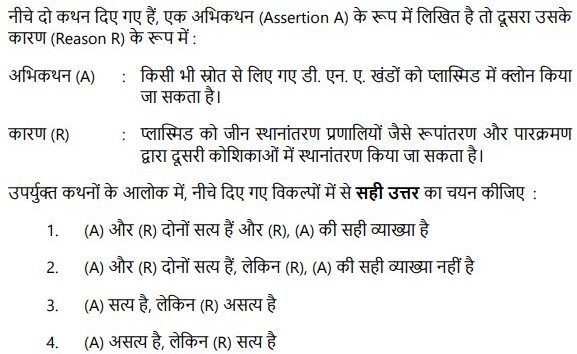 नीचे दो कथन दिए गए हैं, एक अभिकथन (Assertion A) के रूप में लिखित है तो दूसरा उसके
कारण (Reason R) के रूप में :
अभिकथन (A) : किसी भी स्रोत से लिए गए डी. एन. ए. खंडों को प्लास्मिड में क्लोन किया
जा सकता है।
कारण (R) : प्लास्मिड को जीन स्थानांतरण प्रणालियों जैसे रूपांतरण और पारक्रमण
द्वारा दूसरी कोशिकाओं में स्थानांतरण किया जा सकता है।
उपर्युक्त कथनों के आलोक में, नीचे दिए गए विकल्पों में से सही उत्तर का चयन कीजिए :
1. (A) और (R) दोनों सत्य हैं और (R), (A) की सही व्याख्या है
2. (A) और (R) दोनों सत्य हैं, लेकिन (R), (A) की सही व्याख्या नहीं है
3. (A) सत्य है, लेकिन (R) असत्य है
4. (A) असत्य है, लेकिन (R) सत्य है